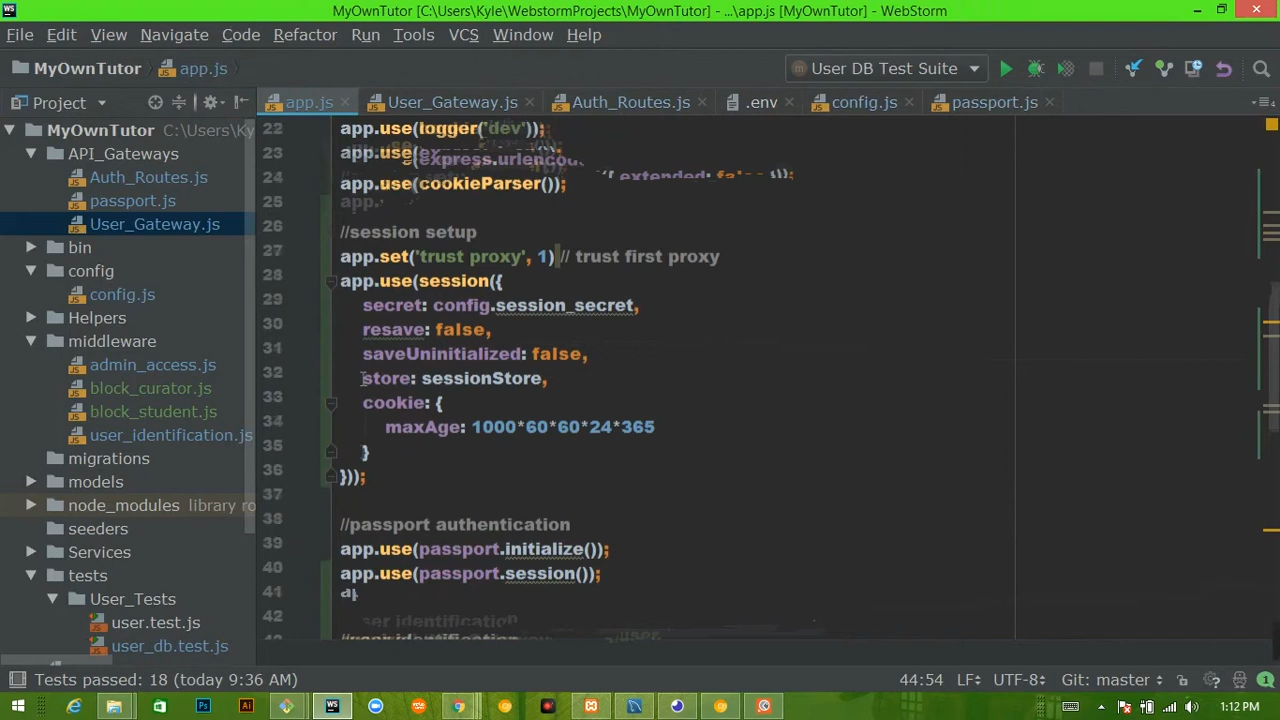 MyOwnTutor [C:\Users\Kyle\WebstormProjects\MyOwnTutor] - ...\app.js [MyOwnTutor] - WebStorm
File Edit View Navigate Code Refactor Run Tools VCS Window Help
MyOwnTutor app.js User DB Test Suite
Project app.js User_Gateway.js Auth_Routes.js .env config.js passport.js
MyOwnTutor C:\Users\Ky
API_Gateways
Auth_Routes.js
passport.js
User_Gateway.js
bin
config
config.js
Helpers
middleware
admin_access.js
block_curator.js
block_student.js
user_identification.js
migrations
models
node_modules library ro
seeders
Services
tests
User_Tests
user.test.js
user_db.test.js
22 app.use(logger('dev'));
23 app.use(express.urlencou
24 app.use(cookieParser());
25
26 //session setup
27 app.set('trust proxy', 1) // trust first proxy
28 app.use(session({
29 secret: config.session_secret,
30 resave: false,
31 saveUninitialized: false,
32 store: sessionStore,
33 cookie: {
34 maxAge: 1000*60*60*24*365
35 }
36 }));
37
38 //passport authentication
39 app.use(passport.initialize());
40 app.use(passport.session());
41
42
Tests passed: 18 (today 9:36 AM) 44:54 LF UTF-8 Git: master 1
1:12 PM